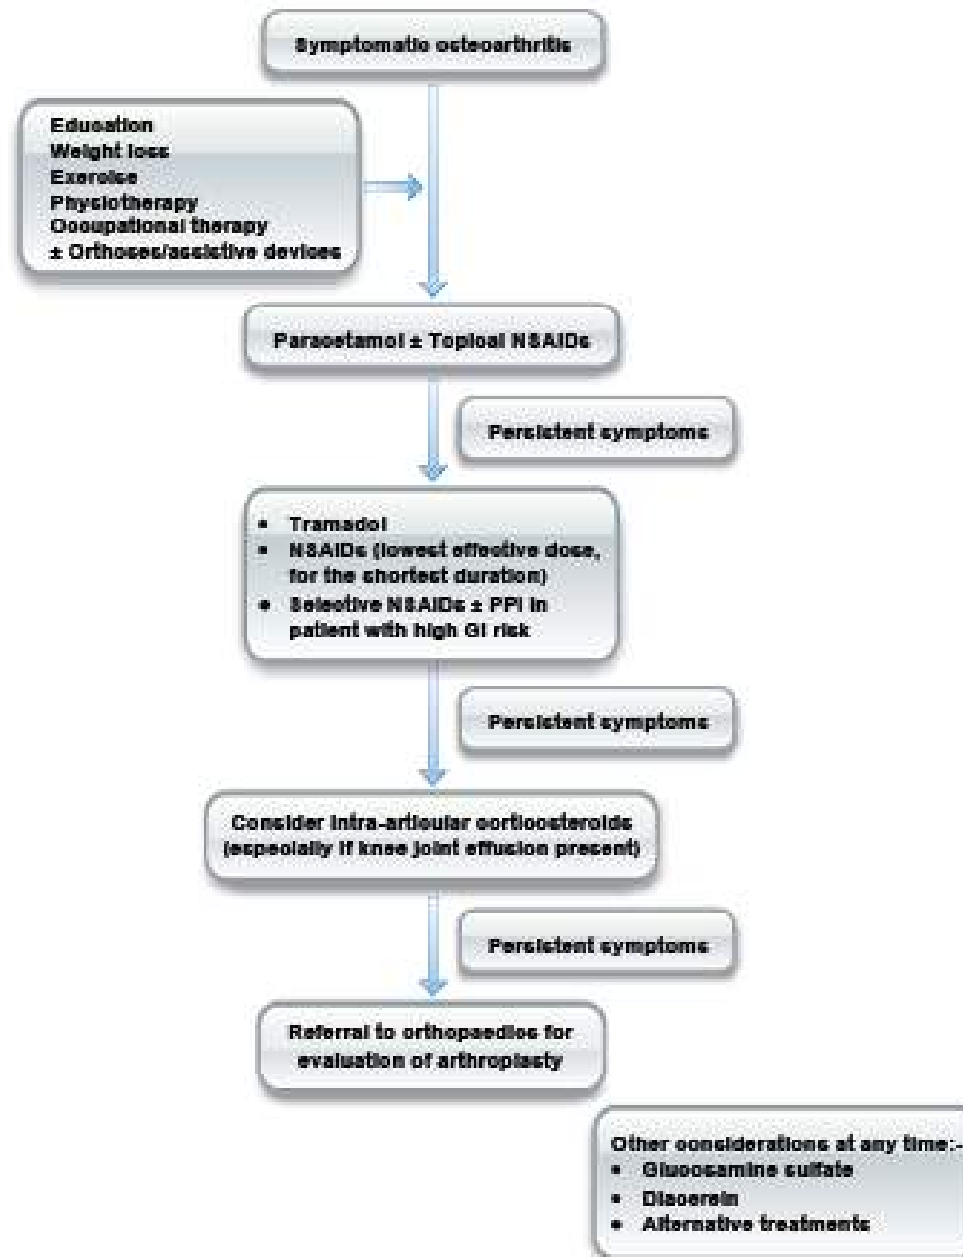 Symptomatic osteoarthritis
Education
Weight loss
Exercise
Physiotherapy
Occupational therapy
± Orthoses/assistive devices
Paracetamol ± Topical NSAIDs
Persistent symptoms
• Tramadol
• NSAIDs (lowest effective dose,
for the shortest duration)
• Selective NSAIDs ± PPI in
patient with high GI risk
Persistent symptoms
Consider intra-articular corticosteroids
(especially if knee joint effusion present)
Persistent symptoms
Referral to orthopaedics for
evaluation of arthroplasty
Other considerations at any time:-
• Glucosamine sulfate
• Diacerein
• Alternative treatments